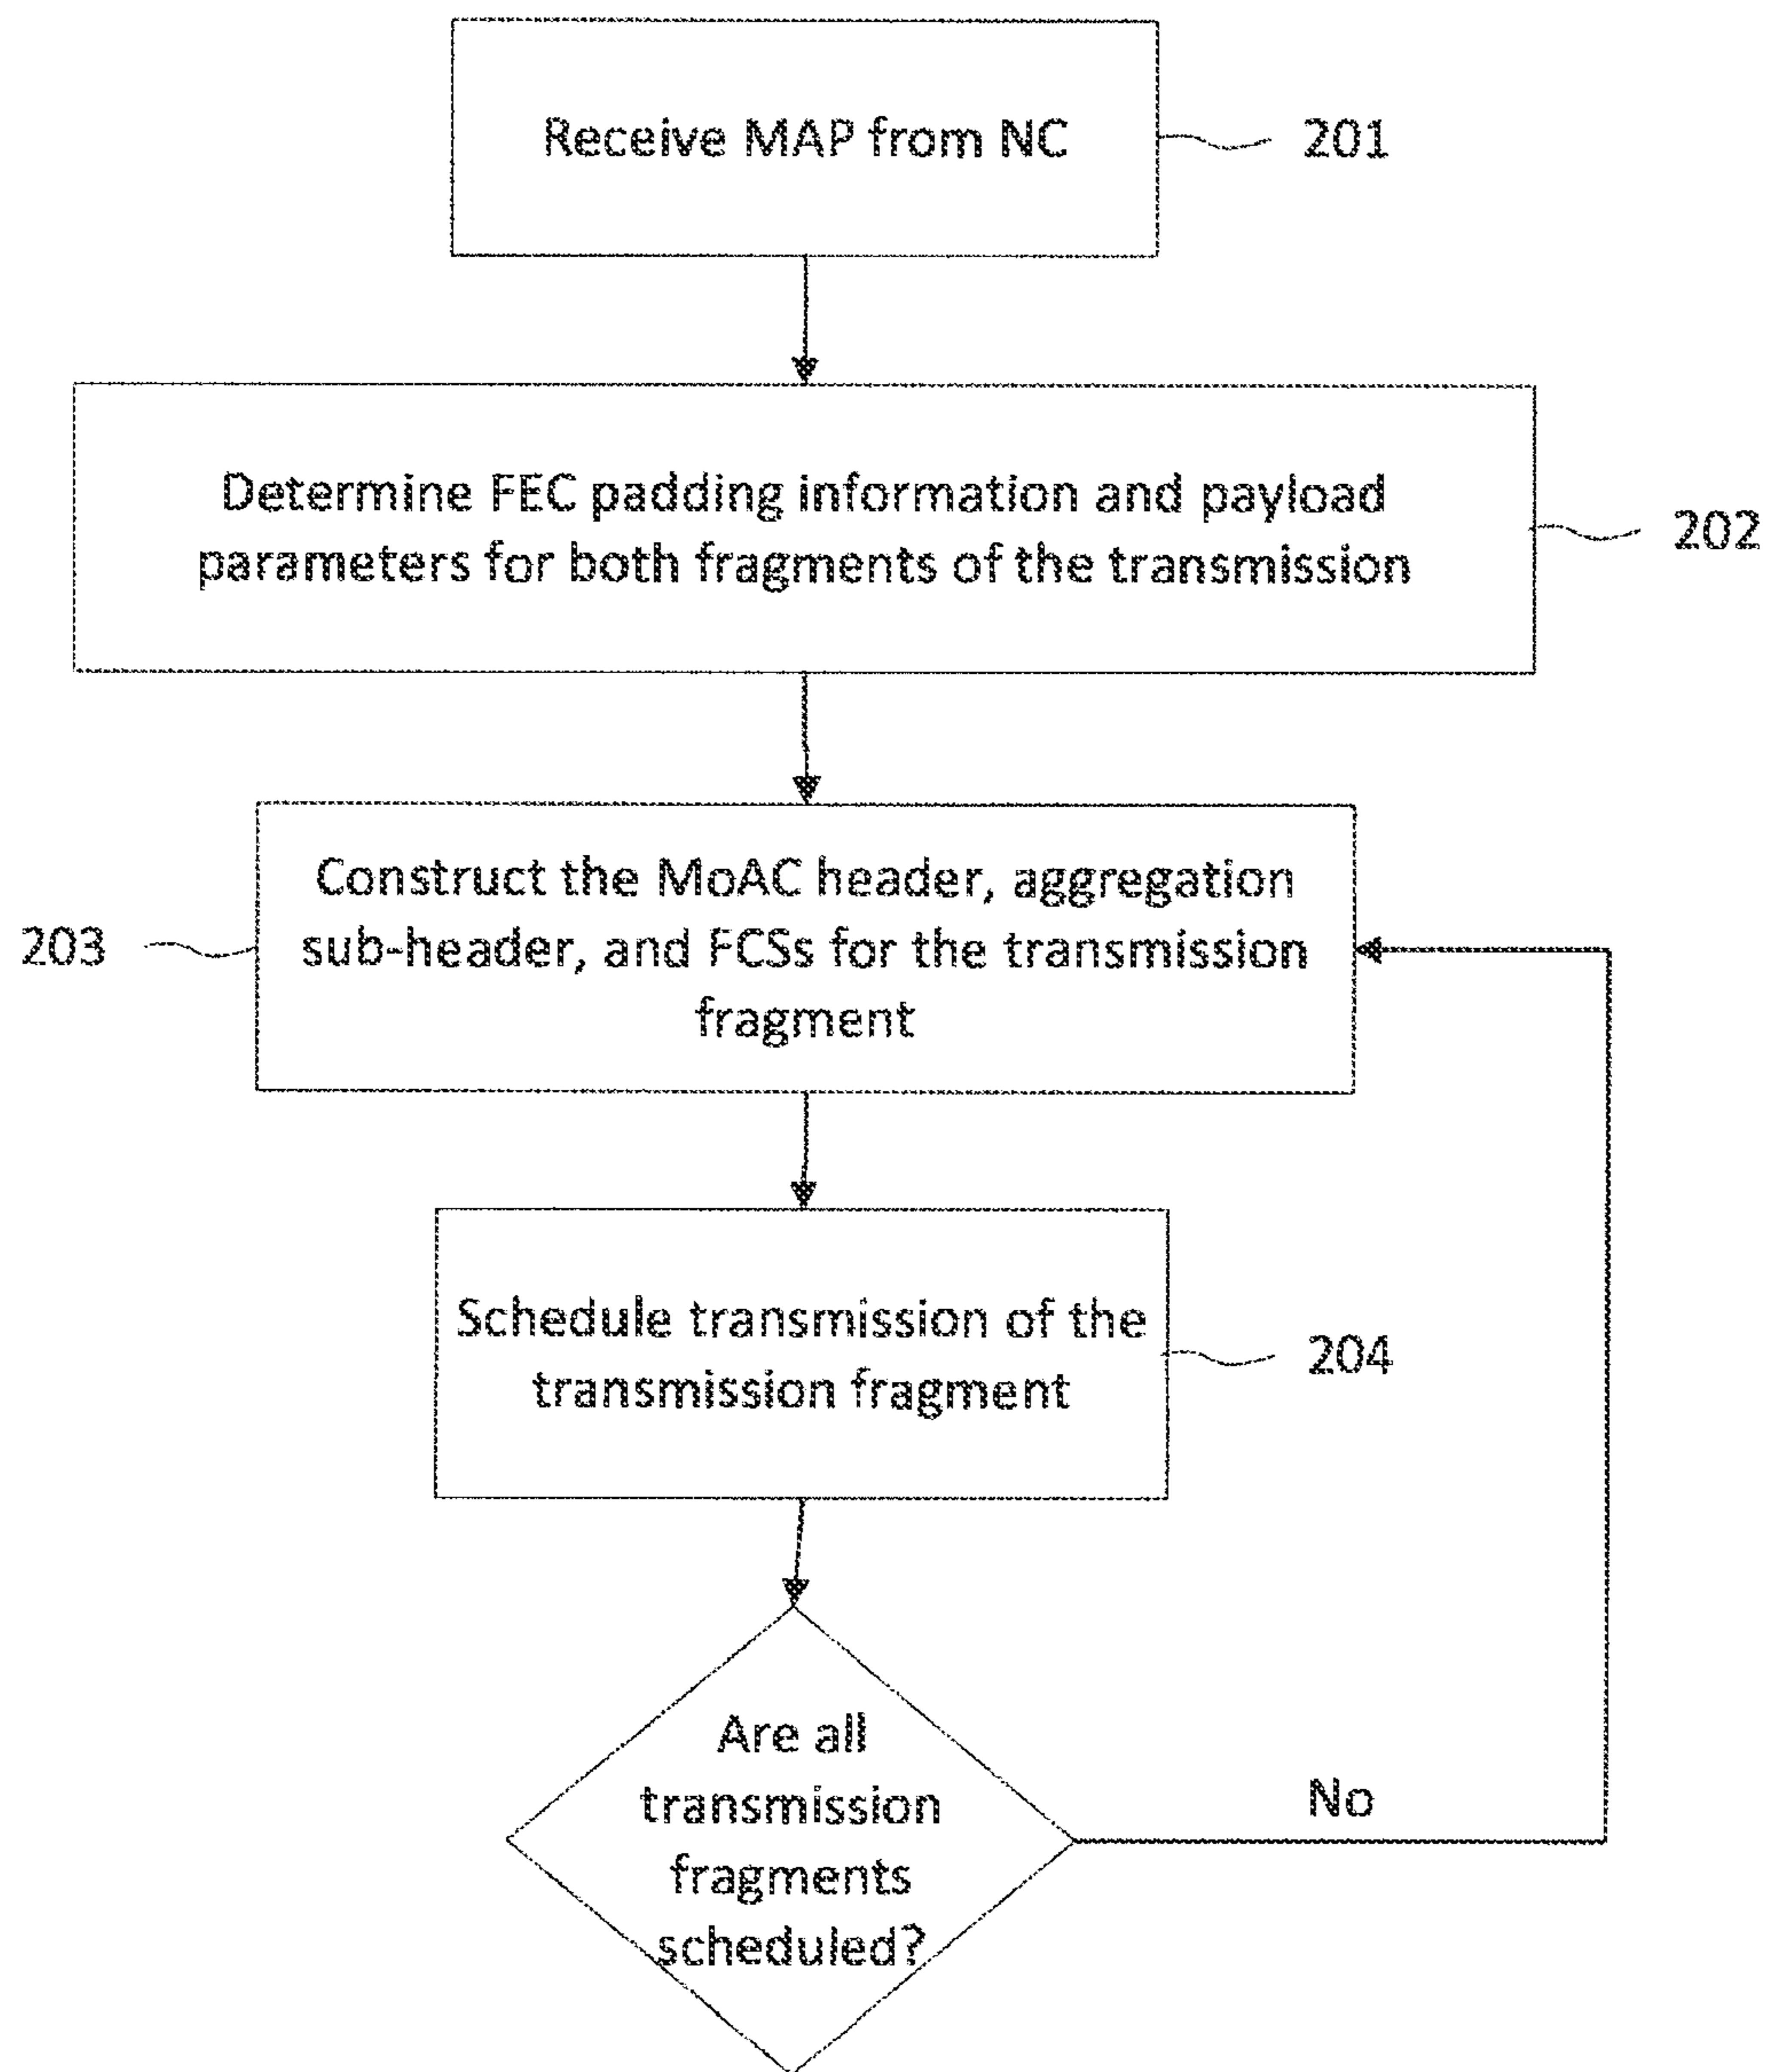 Receive MAP from NC
201
Determine FEC padding information and payload
parameters for both fragments of the transmission
202
Construct the MoAC header, aggregation
sub-header, and FCSs for the transmission
fragment
203
Schedule transmission of the
transmission fragment
204
Are all
transmission
fragments
scheduled?
No